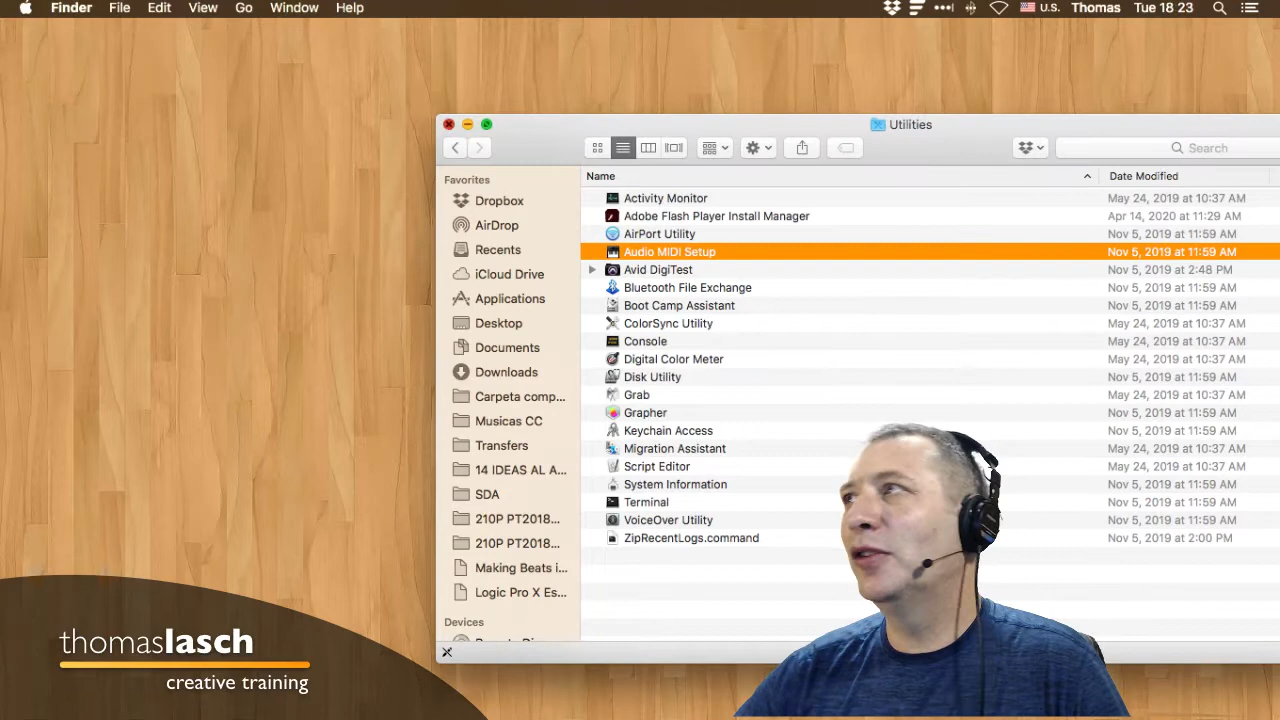 Finder File Edit View Go Window Help U.S. Thomas Tue 18 23
Utilities
Search
Favorites
Dropbox
AirDrop
Recents
iCloud Drive
Applications
Desktop
Documents
Downloads
Carpeta comp...
Musicas CC
Transfers
14 IDEAS AL A...
SDA
210P PT2018...
210P PT2018...
Making Beats i...
Logic Pro X Es...
Devices
Name Date Modified
Activity Monitor May 24, 2019 at 10:37 AM
Adobe Flash Player Install Manager Apr 14, 2020 at 11:29 AM
AirPort Utility Nov 5, 2019 at 11:59 AM
Audio MIDI Setup Nov 5, 2019 at 11:59 AM
Avid DigiTest Nov 5, 2019 at 2:48 PM
Bluetooth File Exchange Nov 5, 2019 at 11:59 AM
Boot Camp Assistant Nov 5, 2019 at 11:59 AM
ColorSync Utility May 24, 2019 at 10:37 AM
Console May 24, 2019 at 10:37 AM
Digital Color Meter May 24, 2019 at 10:37 AM
Disk Utility Nov 5, 2019 at 11:59 AM
Grab May 24, 2019 at 10:37 AM
Grapher Nov 5, 2019 at 11:59 AM
Keychain Access Nov 5, 2019 at 11:59 AM
Migration Assistant May 24, 2019 at 10:37 AM
Script Editor May 24, 2019 at 10:37 AM
System Information Nov 5, 2019 at 11:59 AM
Terminal Nov 5, 2019 at 11:59 AM
VoiceOver Utility Nov 5, 2019 at 11:59 AM
ZipRecentLogs.command Nov 5, 2019 at 2:00 PM
thomaslasch
creative training